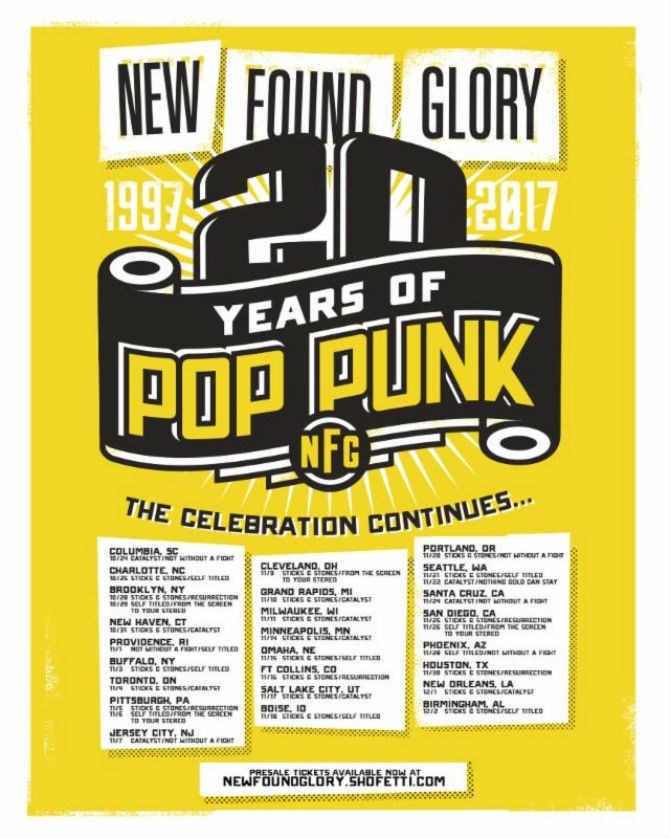 NEW FOUND GLORY
1997 20 2017
YEARS OF
POP PUNK
NFG
THE CELEBRATION CONTINUES...
COLUMBIA, SC
10/24 CATALYST/NOT WITHOUT A FIGHT
CHARLOTTE, NC
10/25 STICKS & STONES/SELF TITLED
BROOKLYN, NY
10/28 STICKS & STONES/RESURRECTION
10/29 SELF TITLED/FROM THE SCREEN
TO YOUR STEREO
NEW HAVEN, CT
10/31 STICKS & STONES/CATALYST
PROVIDENCE, RI
11/1 NOT WITHOUT A FIGHT/SELF TITLED
BUFFALO, NY
11/3 STICKS & STONES/SELF TITLED
TORONTO, ON
11/4 STICKS & STONES/CATALYST
PITTSBURGH, PA
11/5 STICKS & STONES/RESURRECTION
11/6 SELF TITLED/FROM THE SCREEN
TO YOUR STEREO
JERSEY CITY, NJ
11/7 CATALYST/NOT WITHOUT A FIGHT
CLEVELAND, OH
11/9 STICKS & STONES/FROM THE SCREEN
TO YOUR STEREO
GRAND RAPIDS, MI
11/10 STICKS & STONES/CATALYST
MILWAUKEE, WI
11/11 STICKS & STONES/CATALYST
MINNEAPOLIS, MN
11/14 STICKS & STONES/CATALYST
OMAHA, NE
11/15 STICKS & STONES/SELF TITLED
FT COLLINS, CO
11/16 STICKS & STONES/RESURRECTION
SALT LAKE CITY, UT
11/17 STICKS & STONES/CATALYST
BOISE, ID
11/18 STICKS & STONES/SELF TITLED
PORTLAND, OR
11/20 STICKS & STONES/NOT WITHOUT A FIGHT
SEATTLE, WA
11/21 STICKS & STONES/SELF TITLED
11/22 CATALYST/NOTHING GOLD CAN STAY
SANTA CRUZ, CA
11/24 CATALYST/NOT WITHOUT A FIGHT
SAN DIEGO, CA
11/25 STICKS & STONES/RESURRECTION
11/26 SELF TITLED/FROM THE SCREEN
TO YOUR STEREO
PHOENIX, AZ
11/28 SELF TITLED/NOT WITHOUT A FIGHT
HOUSTON, TX
11/30 STICKS & STONES/RESURRECTION
NEW ORLEANS, LA
12/1 STICKS & STONES/CATALYST
BIRMINGHAM, AL
12/2 STICKS & STONES/SELF TITLED
PRESALE TICKETS AVAILABLE NOW AT
NEWFOUNDGLORY.SHOFETTI.COM